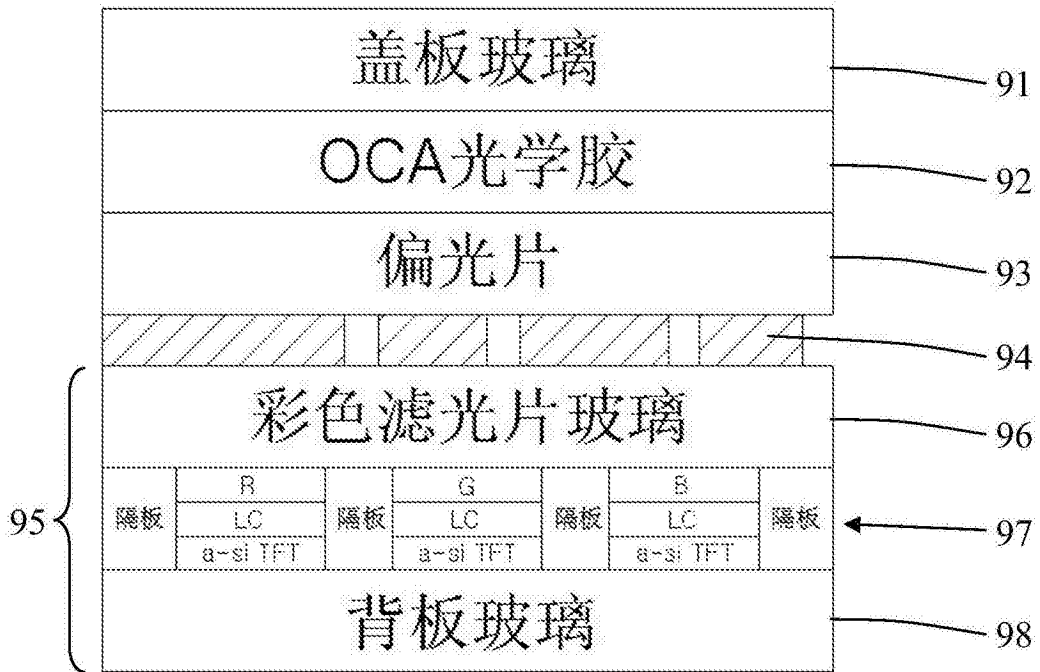 盖板玻璃
91
OCA光学胶
92
偏光片
93
94
彩色滤光片玻璃
96
95
隔板 R 隔板 G 隔板 B 隔板
LC LC LC
97
a-si TFT a-si TFT a-si TFT
背板玻璃
98